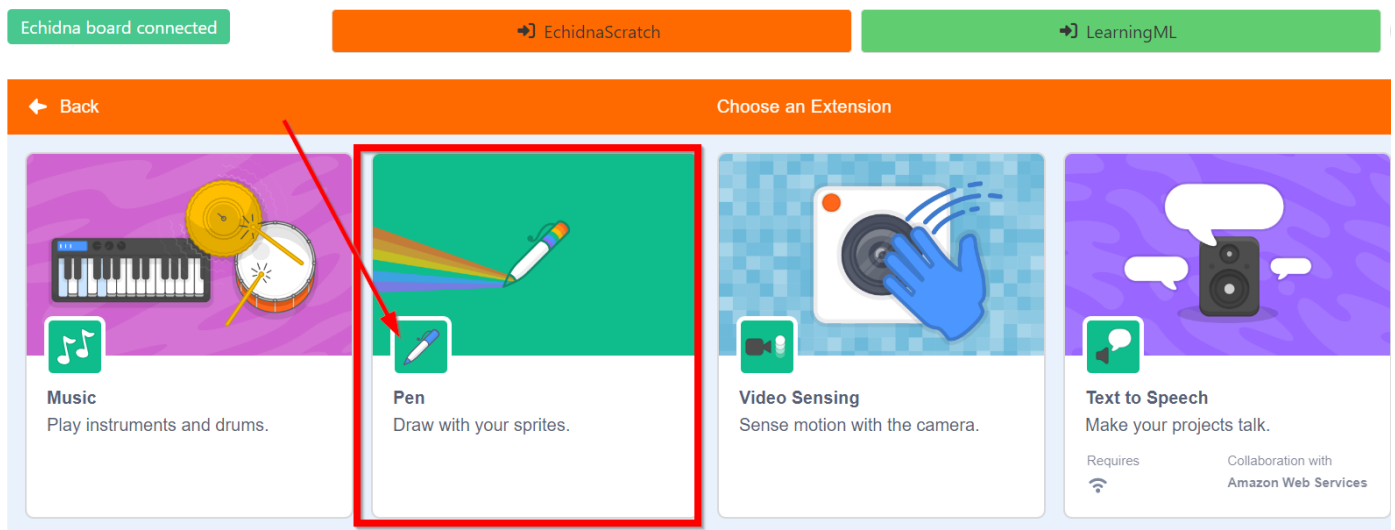 Echidna board connected
EchidnaScratch
LearningML
Back
Choose an Extension
Music
Play instruments and drums.
Pen
Draw with your sprites.
Video Sensing
Sense motion with the camera.
Text to Speech
Make your projects talk.
Requires
Collaboration with
Amazon Web Services